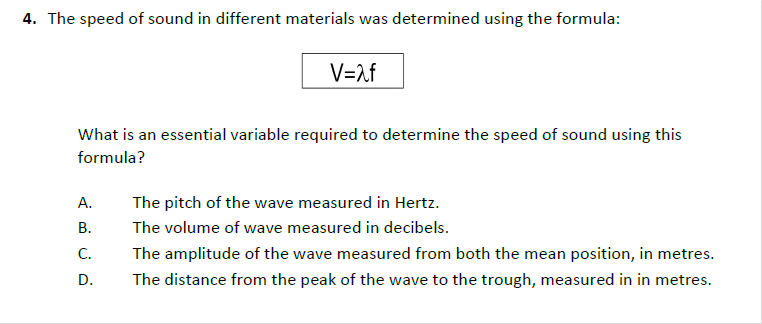 4. The speed of sound in different materials was determined using the formula:
V=λf
What is an essential variable required to determine the speed of sound using this
formula?
A. The pitch of the wave measured in Hertz.
B. The volume of wave measured in decibels.
C. The amplitude of the wave measured from both the mean position, in metres.
D. The distance from the peak of the wave to the trough, measured in in metres.